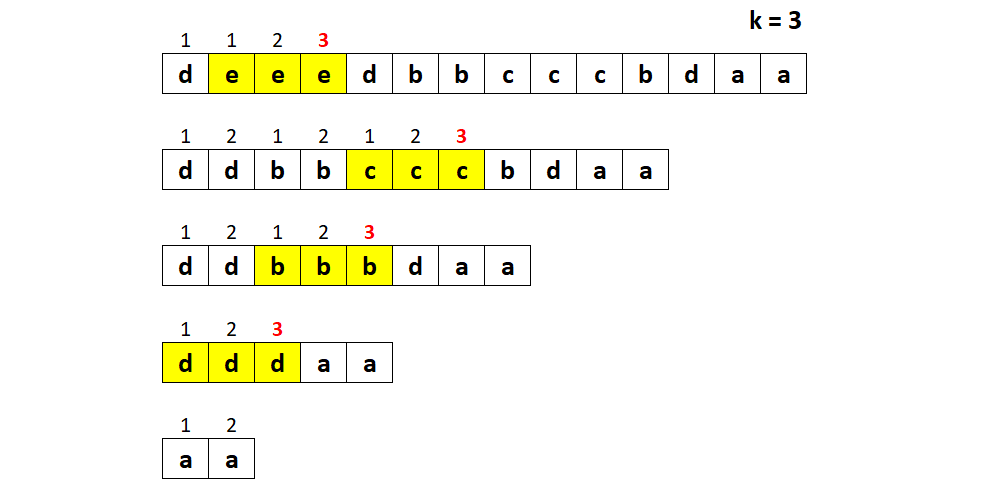 k = 3
1 1 2 3
d e e e d b b c c c b d a a
1 2 1 2 1 2 3
d d b b c c c b d a a
1 2 1 2 3
d d b b b d a a
1 2 3
d d d a a
1 2
a a